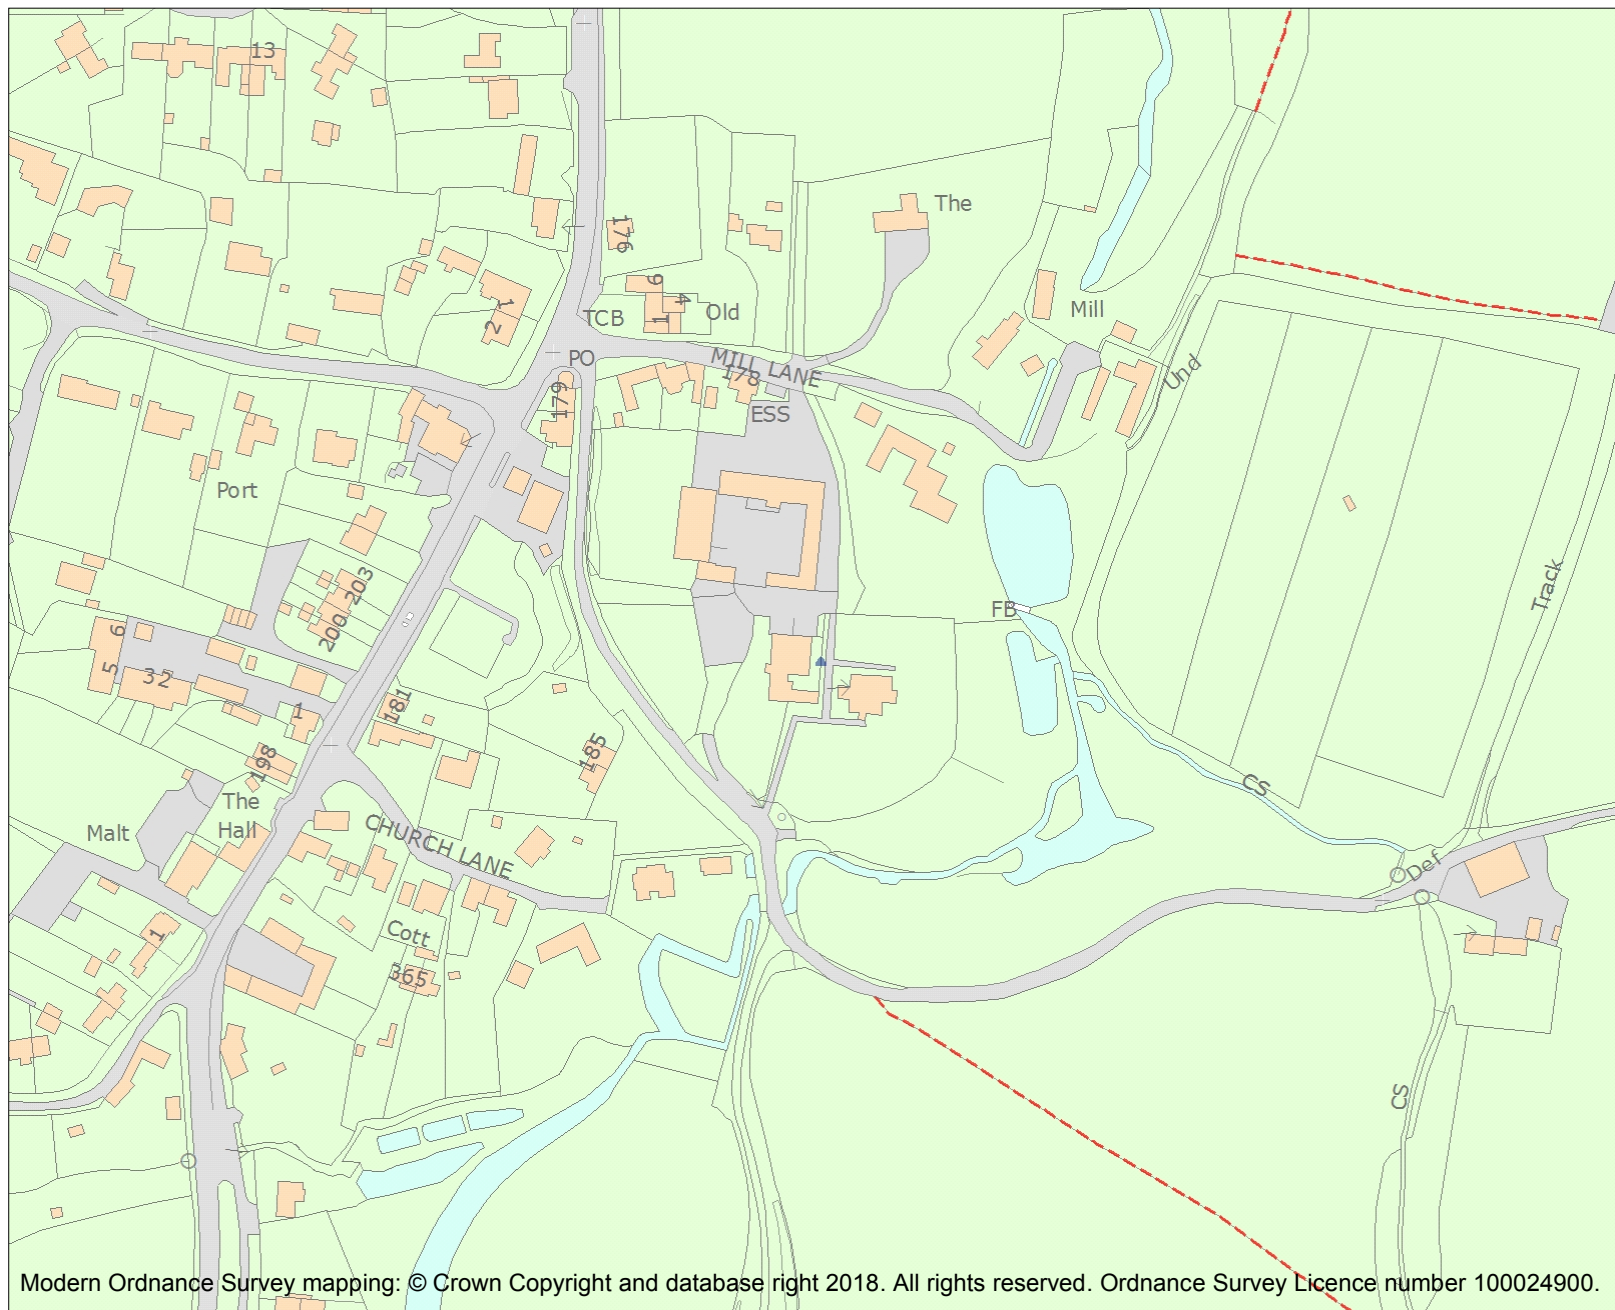 13
The
176
9
4
1
Old
TCB
1
2
Mill
PO
MILL LANE
178
179
ESS
Und
Port
203
200
FB
Track
6
5
32
1
181
198
185
The
Hall
Malt
CHURCH LANE
CS
Def
1
Cott
365
CS
Modern Ordnance Survey mapping: © Crown Copyright and database right 2018. All rights reserved. Ordnance Survey Licence number 100024900.